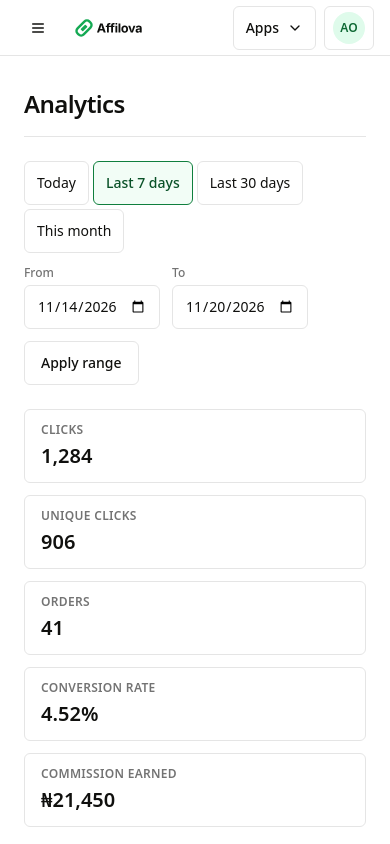 Affilova
Apps
AO
Analytics
Today
Last 7 days
Last 30 days
This month
From
To
11/14/2026
11/20/2026
Apply range
CLICKS
1,284
UNIQUE CLICKS
906
ORDERS
41
CONVERSION RATE
4.52%
COMMISSION EARNED
₦21,450